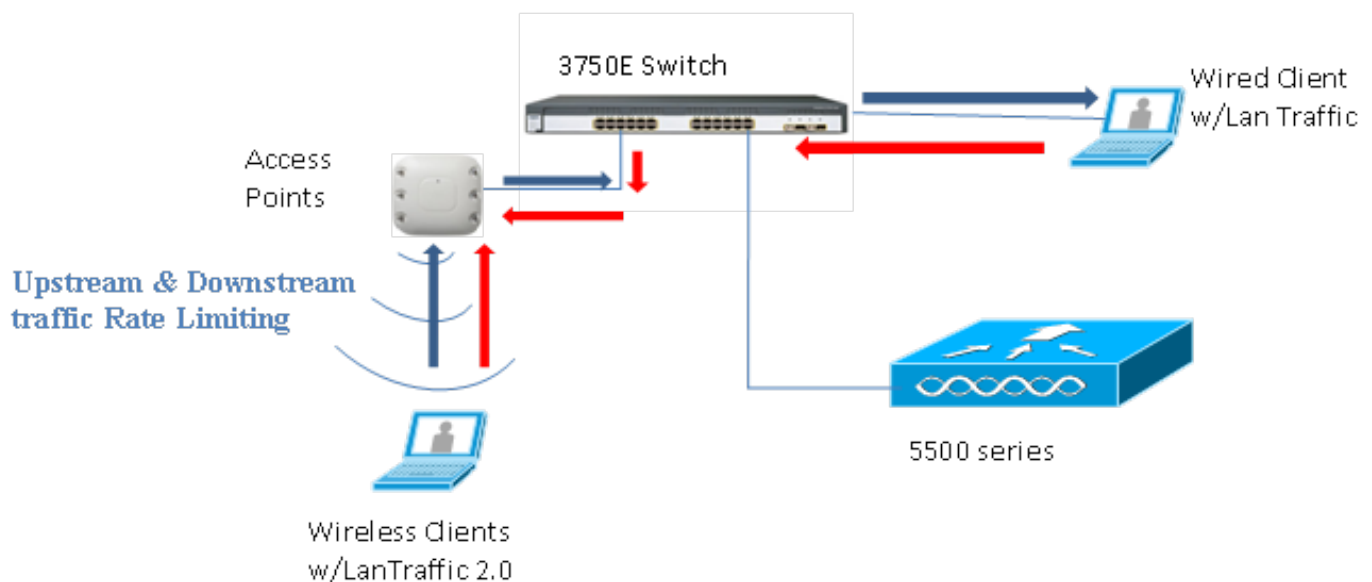 3750E Switch
Wired Client
w/Lan Traffic
Access
Points
Upstream & Downstream
traffic Rate Limiting
5500 series
Wireless Clients
w/LanTraffic 2.0